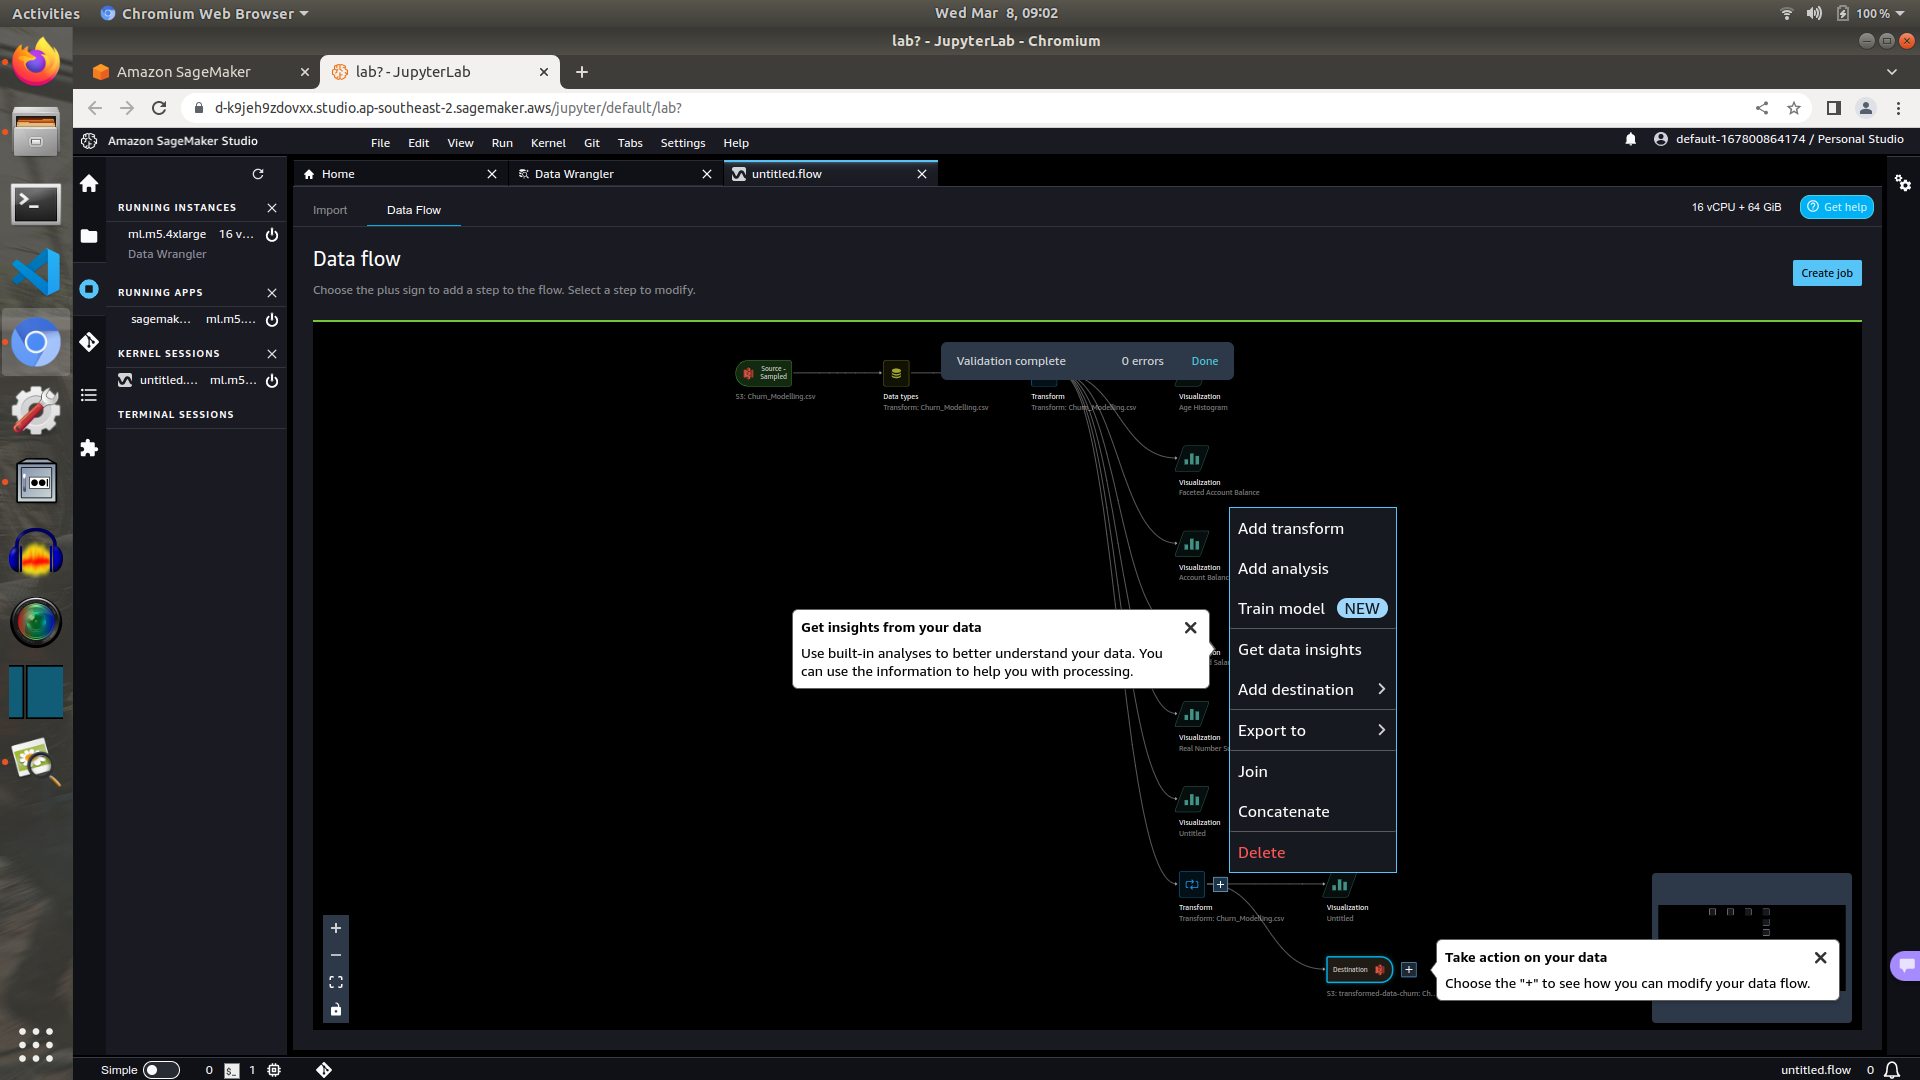 Activities
Chromium Web Browser
Wed Mar 8, 09:02
100 %
lab? - JupyterLab - Chromium
Amazon SageMaker
lab? - JupyterLab
d-k9jeh9zdovxx.studio.ap-southeast-2.sagemaker.aws/jupyter/default/lab?
Amazon SageMaker Studio
File Edit View Run Kernel Git Tabs Settings Help
default-167800864174 / Personal Studio
Home
Data Wrangler
untitled.flow
RUNNING INSTANCES
ml.m5.4xlarge 16 v...
Data Wrangler
RUNNING APPS
sagemak... ml.m5....
KERNEL SESSIONS
untitled.... ml.m5...
TERMINAL SESSIONS
Import
Data Flow
16 vCPU + 64 GiB
Get help
Data flow
Create job
Choose the plus sign to add a step to the flow. Select a step to modify.
Validation complete
0 errors
Done
Source -
Sampled
S3: Churn_Modelling.csv
Data types
Transform: Churn_Modelling.csv
Transform
Transform: Churn_Modelling.csv
Visualization
Age Histogram
Visualization
Faceted Account Balance
Visualization
Account Balanc
Add transform
Add analysis
Train model NEW
Get data insights
Add destination
Export to
Join
Concatenate
Delete
Get insights from your data
Use built-in analyses to better understand your data. You
can use the information to help you with processing.
Visualization
Real Number S
Visualization
Untitled
Transform
Transform: Churn_Modelling.csv
Visualization
Untitled
Destination
S3: transformed-data-churn: Ch...
Take action on your data
Choose the "+" to see how you can modify your data flow.
Simple
0
1
untitled.flow
0